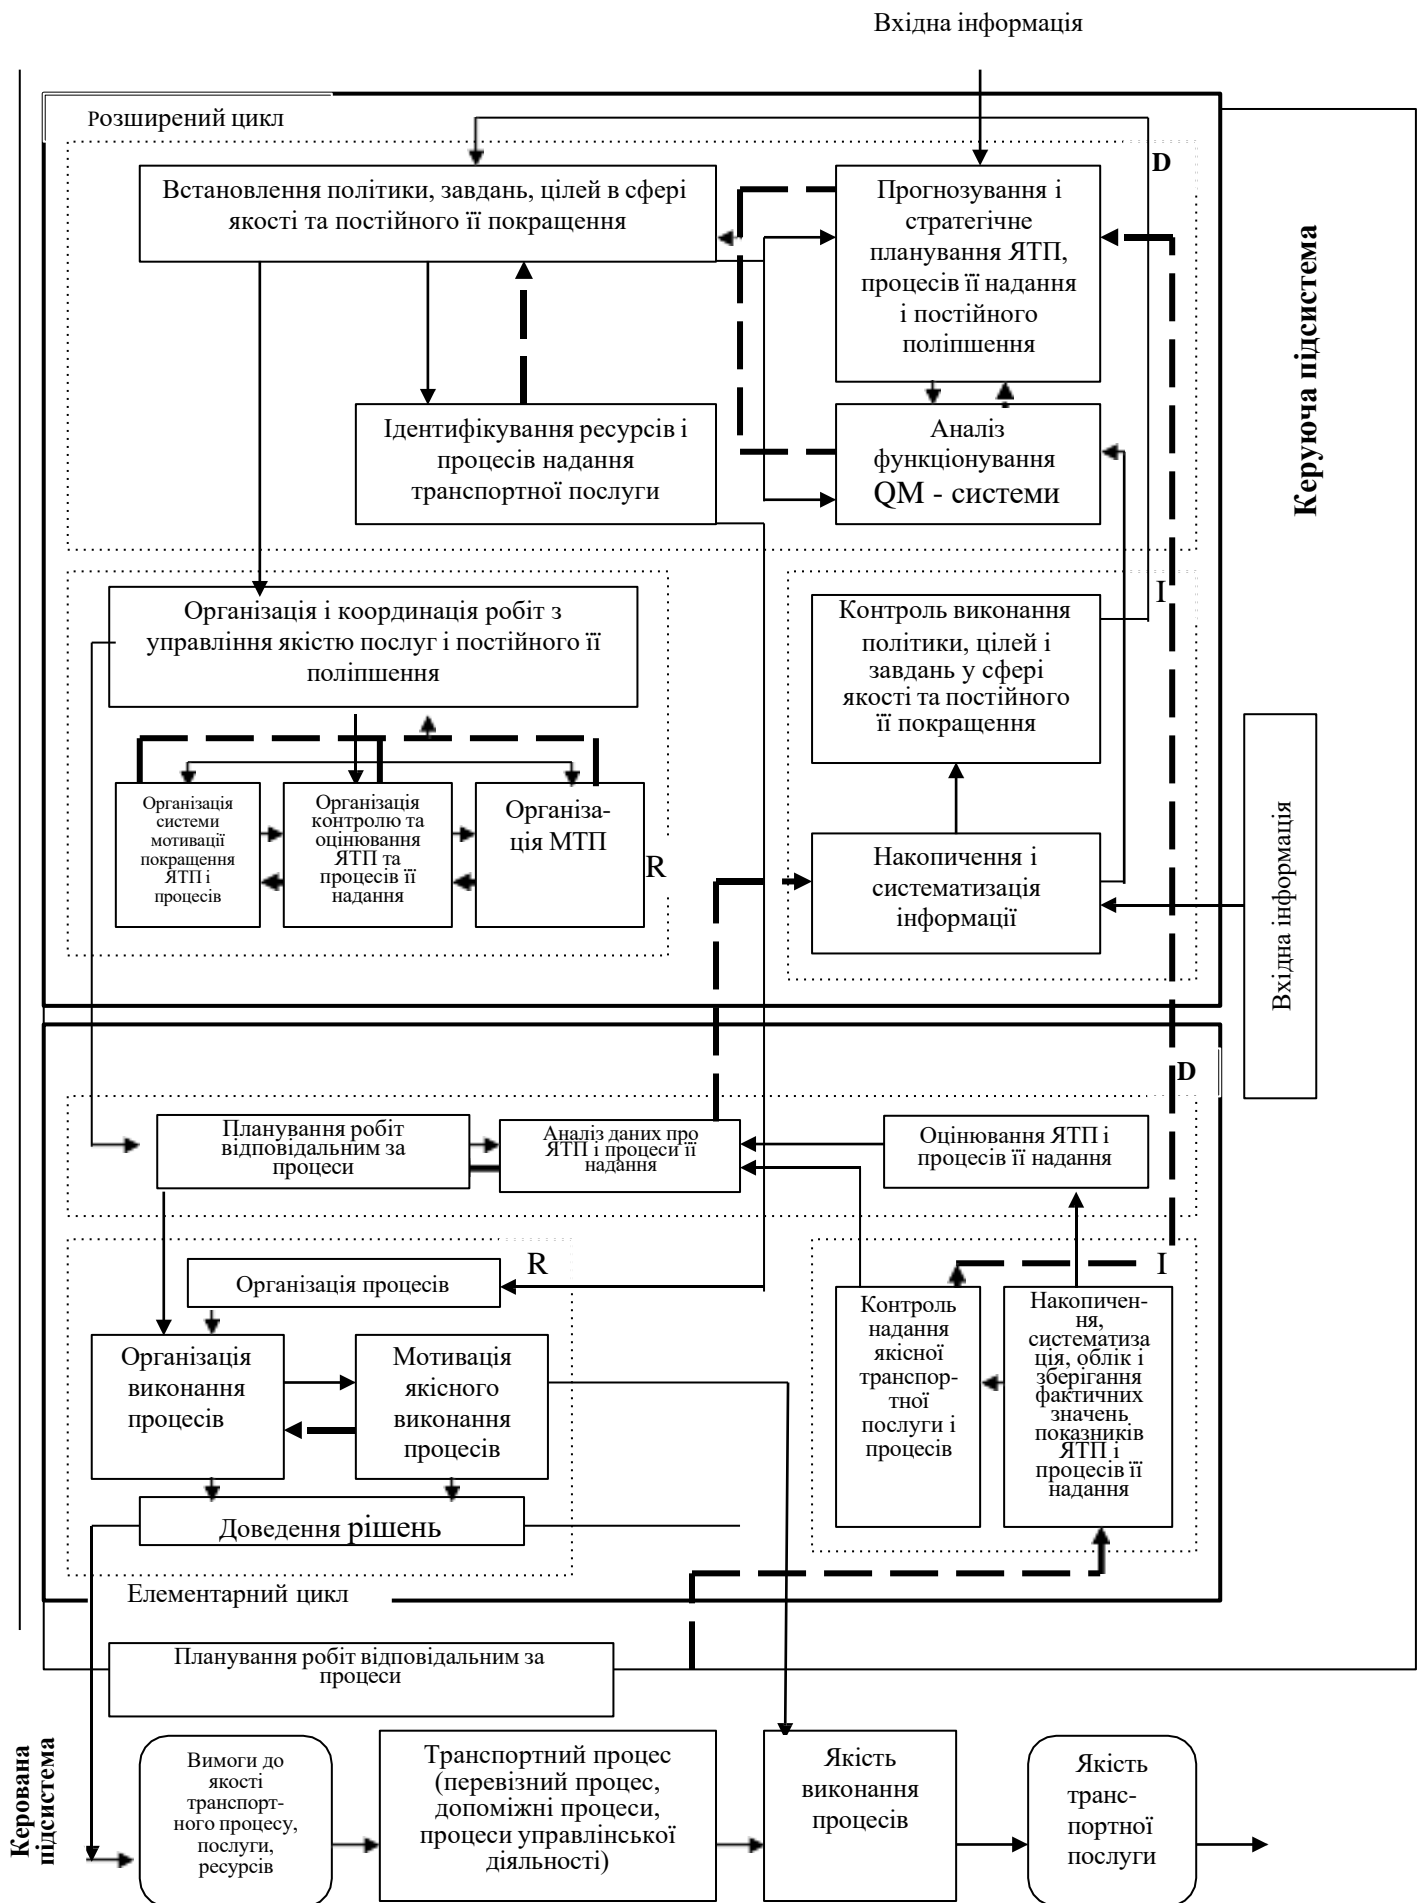 Вхідна інформація
Розширений цикл
D
Встановлення політики, завдань, цілей в сфері
якості та постійного її покращення
Прогнозування і
стратегічне
планування ЯТП,
процесів її надання
і постійного
поліпшення
Керуюча підсистема
Ідентифікування ресурсів і
процесів надання
транспортної послуги
Аналіз
функціонування
QM - системи
Організація і координація робіт з
управління якістю послуг і постійного її
поліпшення
I
Контроль виконання
політики, цілей і
завдань у сфері
якості та постійного
її покращення
Організація
системи
мотивації
покращення
ЯТП і
процесів
Організація
контролю та
оцінювання
ЯТП та
процесів її
надання
Організа-
ція МТП
R
Накопичення і
систематизація
інформації
Вхідна інформація
D
Планування робіт
відповідальним за
процеси
Аналіз даних про
ЯТП і процеси її
надання
Оцінювання ЯТП і
процесів її надання
R
Організація процесів
I
Організація
виконання
процесів
Мотивація
якісного
виконання
процесів
Контроль
надання
якісної
транспор-
тної
послуги і
процесів
Накопичен-
ня,
систематиза
ція, облік і
зберігання
фактичних
значень
показників
ЯТП і
процесів її
надання
Доведення рішень
Елементарний цикл
Планування робіт відповідальним за
процеси
Керована
підсистема
Вимоги до
якості
транспорт-
ного процесу,
послуги,
ресурсів
Транспортний процес
(перевізний процес,
допоміжні процеси,
процеси управлінської
діяльності)
Якість
виконання
процесів
Якість
транс-
портної
послуги